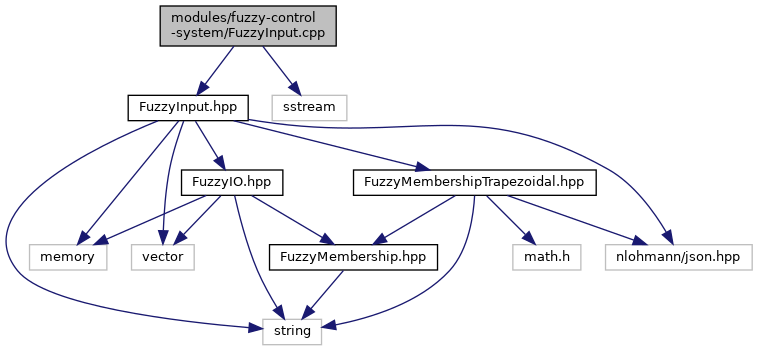 modules/fuzzy-control
-system/FuzzyInput.cpp
FuzzyInput.hpp
sstream
FuzzyIO.hpp
FuzzyMembershipTrapezoidal.hpp
memory
vector
FuzzyMembership.hpp
math.h
nlohmann/json.hpp
string